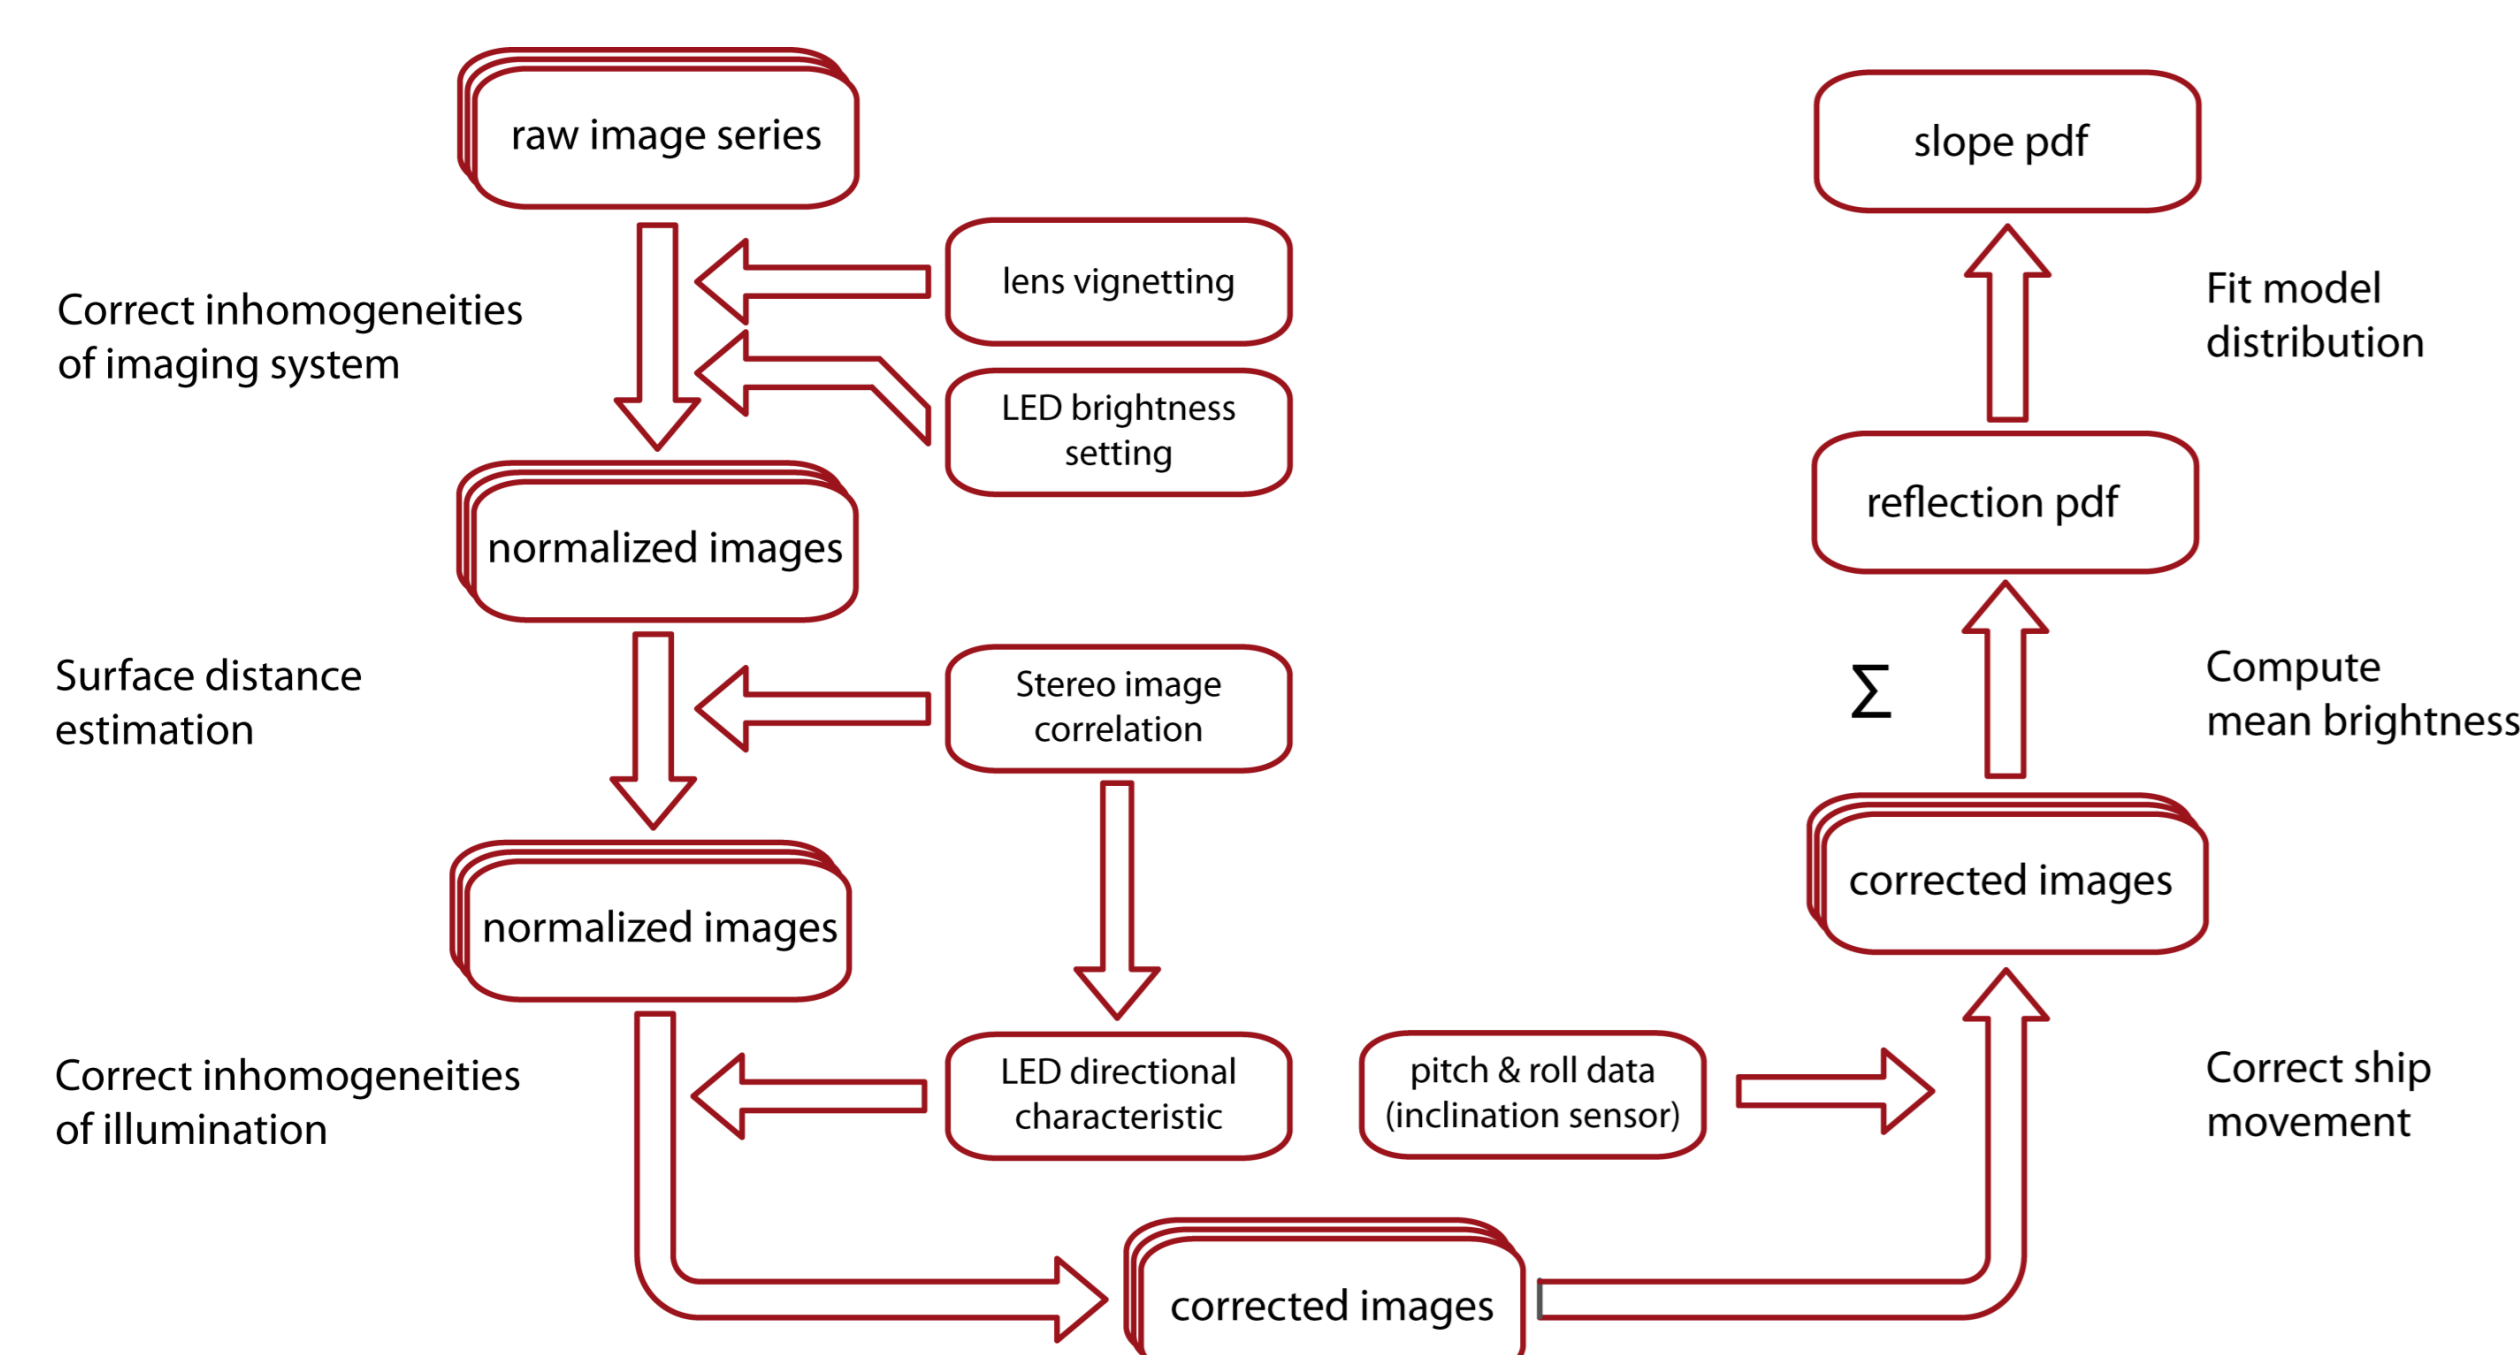 raw image series
Correct inhomogeneities
of imaging system
lens vignetting
LED brightness
setting
normalized images
Surface distance
estimation
Stereo image
correlation
normalized images
Correct inhomogeneities
of illumination
LED directional
characteristic
corrected images
pitch & roll data
(inclination sensor)
Correct ship
movement
corrected images
Σ
Compute
mean brightness
reflection pdf
Fit model
distribution
slope pdf